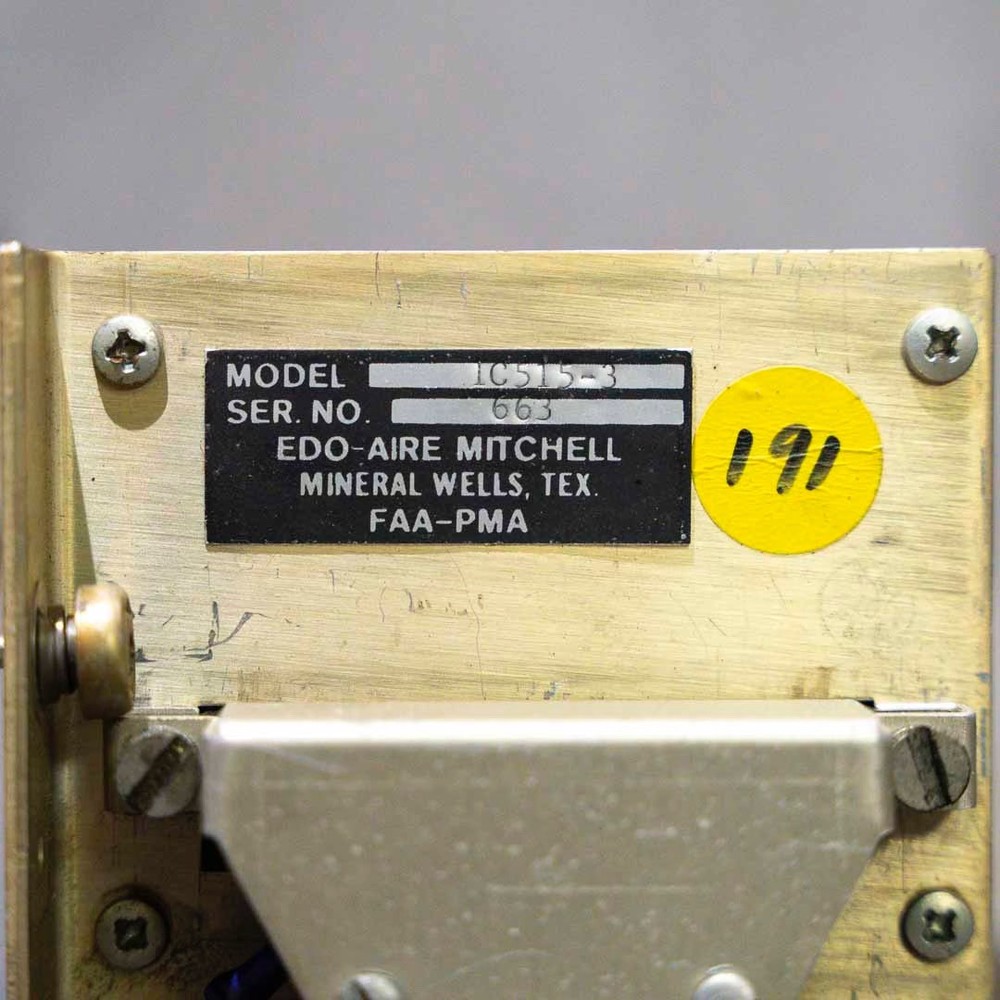 MODEL 1C515-3
SER. NO. 663
EDO-AIRE MITCHELL
MINERAL WELLS, TEX.
FAA-PMA
191